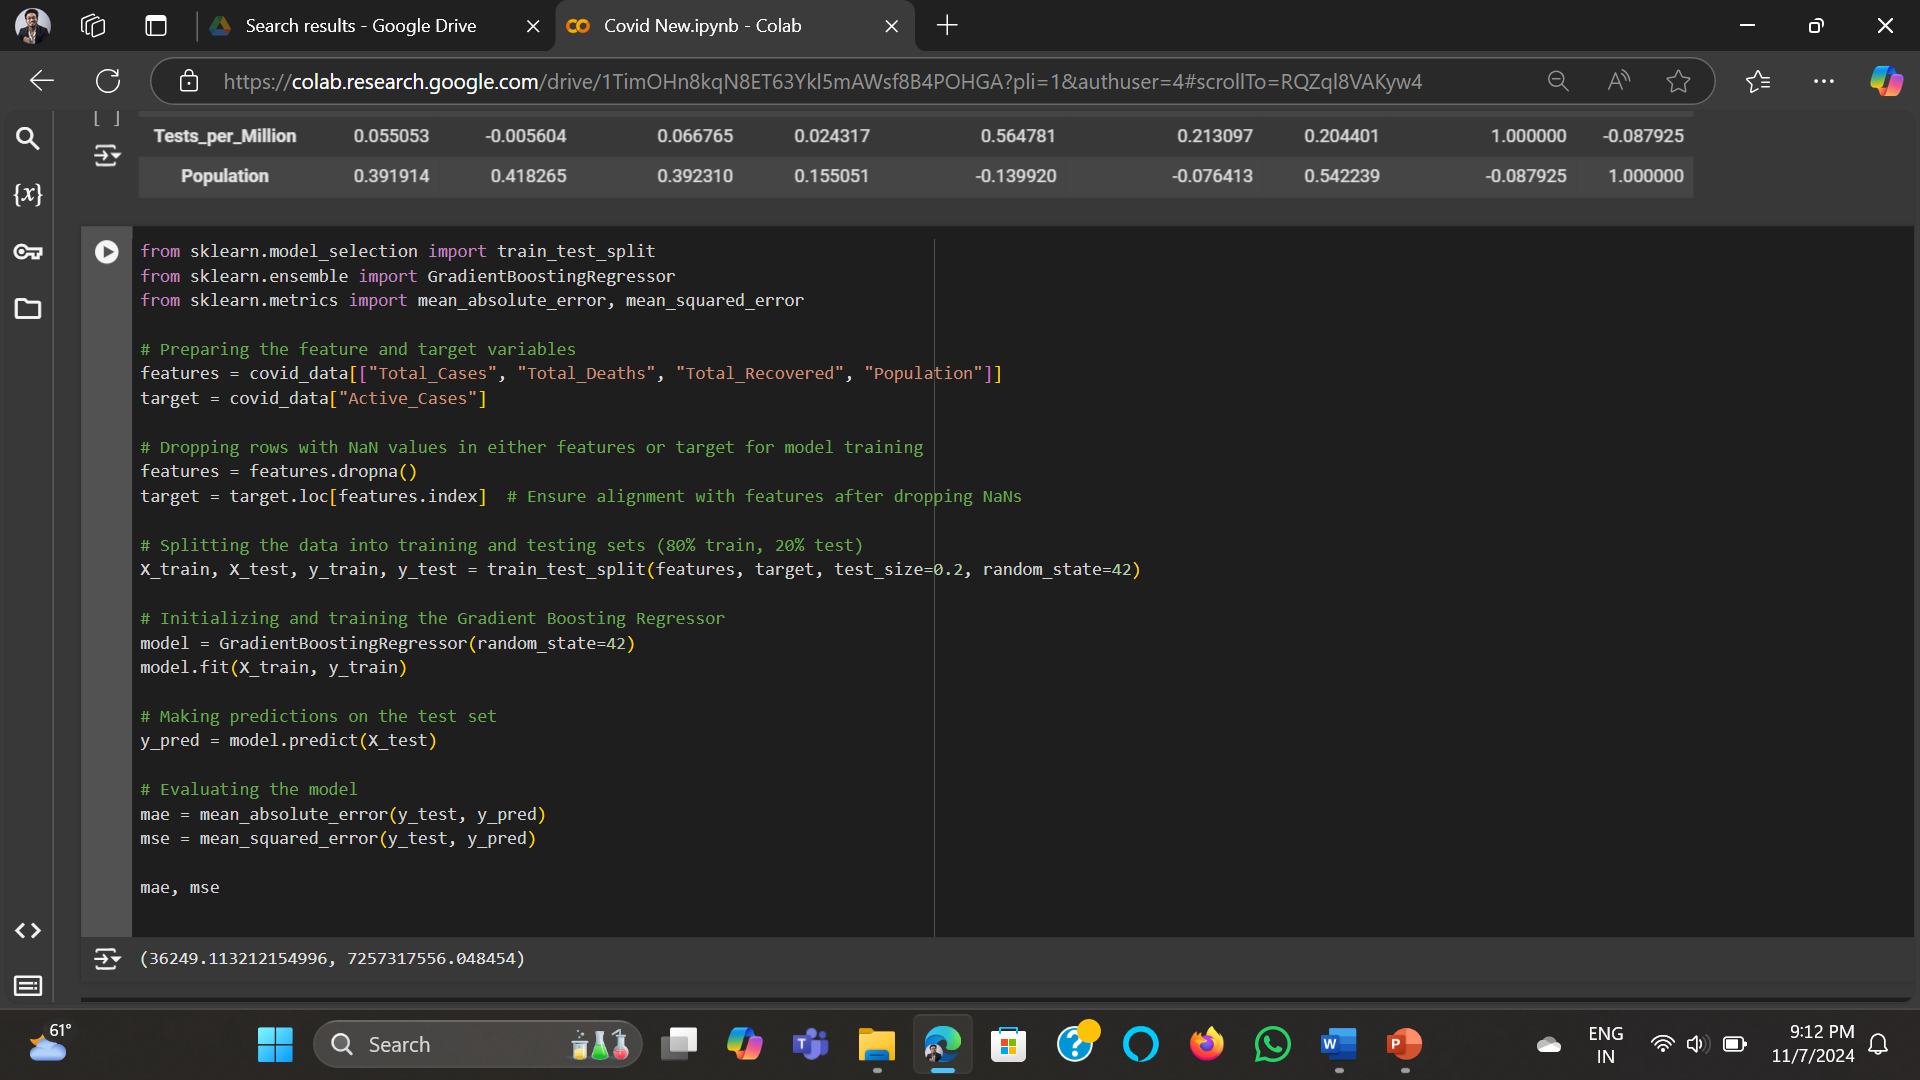 Search results - Google Drive
Covid New.ipynb - Colab
https://colab.research.google.com/drive/1TimOHn8kqN8ET63Ykl5mAWsf8B4POHGA?pli=1&authuser=4#scrollTo=RQZql8VAKyw4
[ ]
Tests_per_Million 0.055053 -0.005604 0.066765 0.024317 0.564781 0.213097 0.204401 1.000000 -0.087925
Population 0.391914 0.418265 0.392310 0.155051 -0.139920 -0.076413 0.542239 -0.087925 1.000000
{x}
from sklearn.model_selection import train_test_split
from sklearn.ensemble import GradientBoostingRegressor
from sklearn.metrics import mean_absolute_error, mean_squared_error
# Preparing the feature and target variables
features = covid_data[["Total_Cases", "Total_Deaths", "Total_Recovered", "Population"]]
target = covid_data["Active_Cases"]
# Dropping rows with NaN values in either features or target for model training
features = features.dropna()
target = target.loc[features.index]  # Ensure alignment with features after dropping NaNs
# Splitting the data into training and testing sets (80% train, 20% test)
X_train, X_test, y_train, y_test = train_test_split(features, target, test_size=0.2, random_state=42)
# Initializing and training the Gradient Boosting Regressor
model = GradientBoostingRegressor(random_state=42)
model.fit(X_train, y_train)
# Making predictions on the test set
y_pred = model.predict(X_test)
# Evaluating the model
mae = mean_absolute_error(y_test, y_pred)
mse = mean_squared_error(y_test, y_pred)
mae, mse
(36249.113212154996, 7257317556.048454)
61°
Search
ENG
IN
9:12 PM
11/7/2024